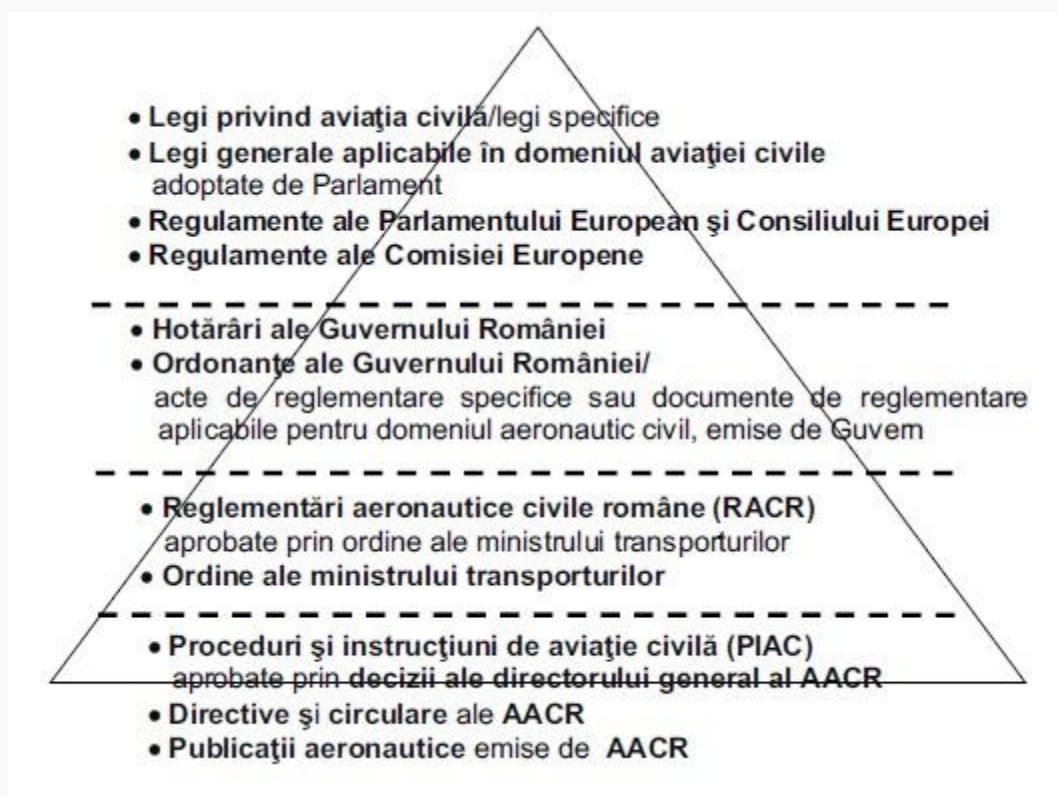 • Legi privind aviaţia civilă/legi specifice
• Legi generale aplicabile în domeniul aviaţiei civile
adoptate de Parlament
• Regulamente ale Parlamentului European şi Consiliului Europei
• Regulamente ale Comisiei Europene
• Hotărâri ale Guvernului României
• Ordonanţe ale Guvernului României/
acte de reglementare specifice sau documente de reglementare
aplicabile pentru domeniul aeronautic civil, emise de Guvern
• Reglementări aeronautice civile române (RACR)
aprobate prin ordine ale ministrului transporturilor
• Ordine ale ministrului transporturilor
• Proceduri şi instrucţiuni de aviaţie civilă (PIAC)
aprobate prin decizii ale directorului general al AACR
• Directive şi circulare ale AACR
• Publicaţii aeronautice emise de AACR